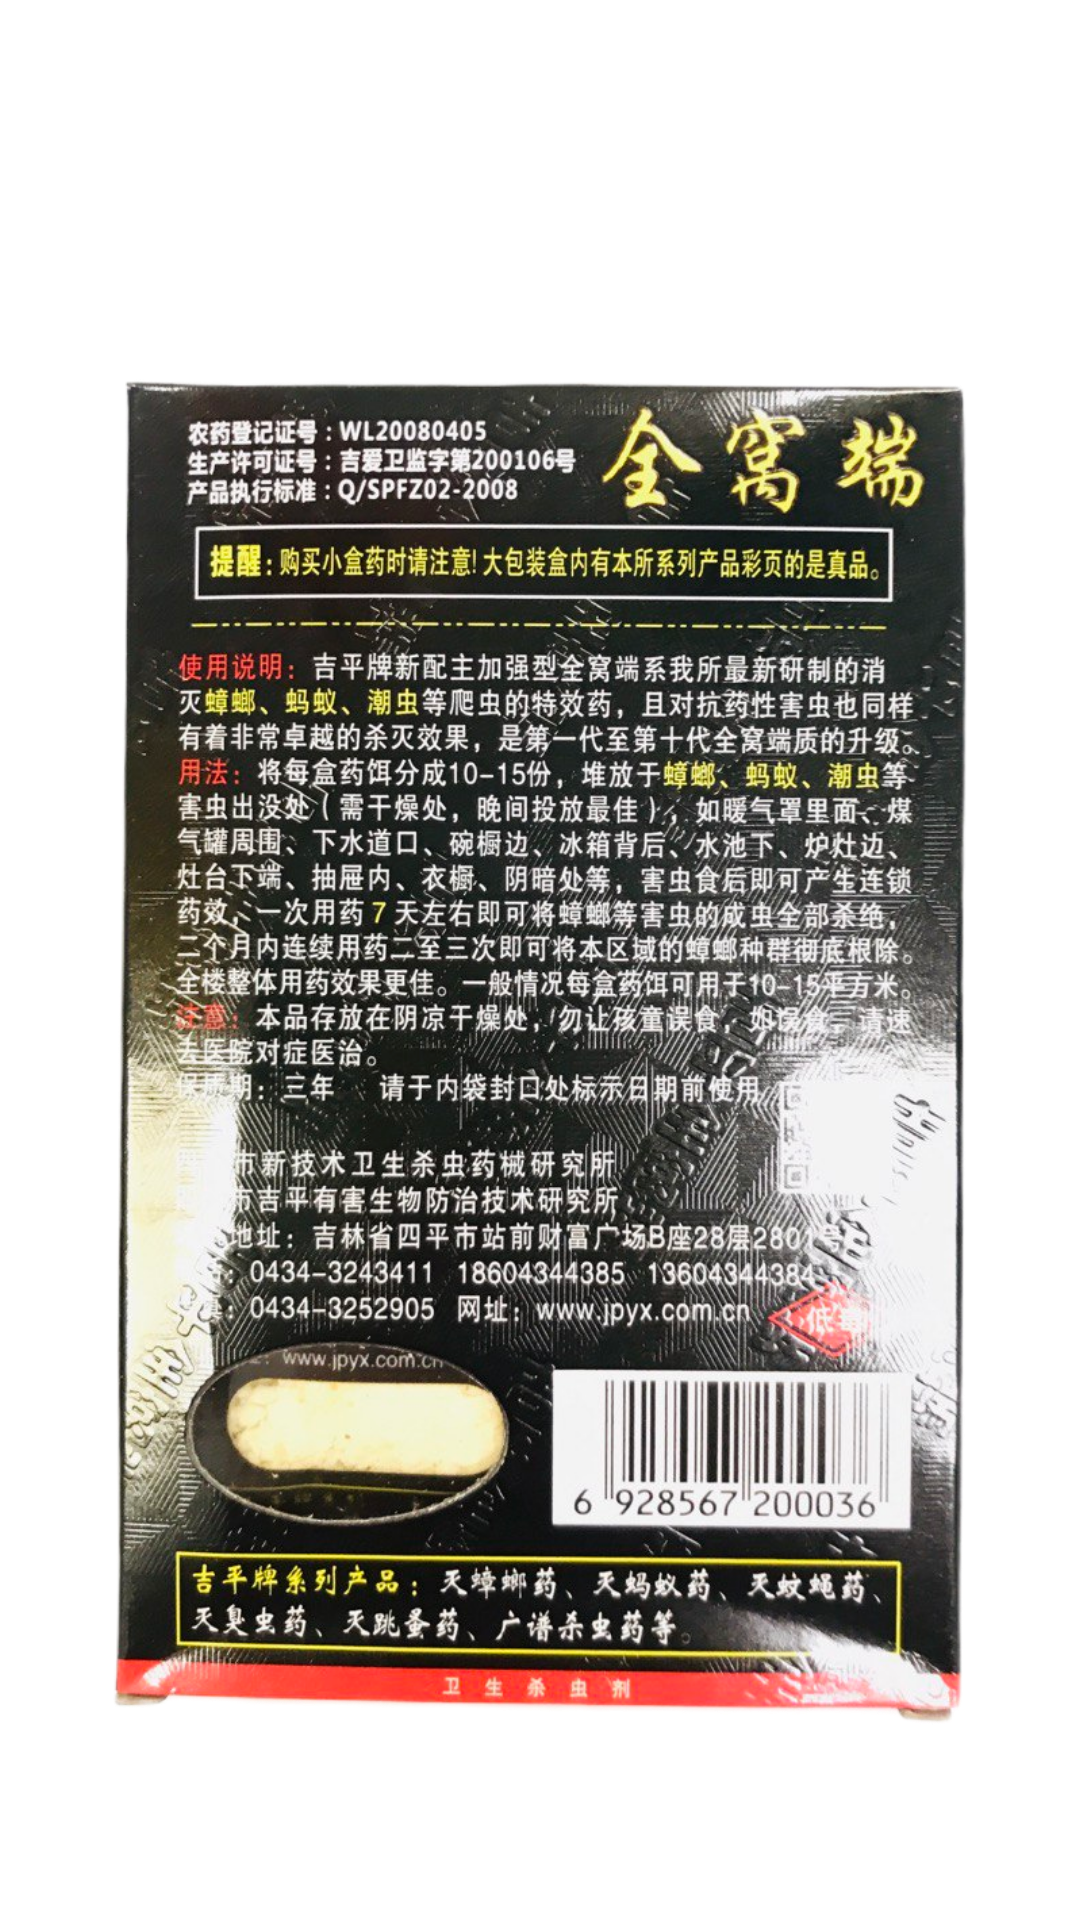 农药登记证号：WL20080405
生产许可证号：吉爱卫监字第200106号
产品执行标准：Q/SPFZ02-2008
全窝端
提醒：购买小盒药时请注意！大包装盒内有本所系列产品彩页的是真品。
使用说明：吉平牌新配主加强型全窝端系我所最新研制的消
灭蟑螂、蚂蚁、潮虫等爬虫的特效药，且对抗药性害虫也同样
有着非常卓越的杀灭效果，是第一代至第十代全窝端质的升级。
用法：将每盒药饵分成10-15份，堆放于蟑螂、蚂蚁、潮虫等
害虫出没处（需干燥处，晚间投放最佳），如暖气罩里面、煤
气罐周围、下水道口、碗橱边、冰箱背后、水池下、炉灶边、
灶台下端、抽屉内、衣橱、阴暗处等，害虫食后即可产生连锁
药效，一次用药7天左右即可将蟑螂等害虫的成虫全部杀绝，
二个月内连续用药二至三次即可将本区域的蟑螂种群彻底根除。
全楼整体用药效果更佳。一般情况每盒药饵可用于10-15平方米。
注意：本品存放在阴凉干燥处，勿让孩童误食，如误食，请速
去医院对症医治。
保质期：三年 请于内袋封口处标示日期前使用
市新技术卫生杀虫药械研究所
市吉平有害生物防治技术研究所
地址：吉林省四平市站前财富广场B座28层2801号
：0434-3243411 18604344385 13604344384
：0434-3252905 网址：www.jpyx.com.cn
低毒
www.jpyx.com.cn
6 928567 200036
吉平牌系列产品：灭蟑螂药、灭蚂蚁药、灭蚊蝇药、
灭臭虫药、灭跳蚤药、广谱杀虫药等。
卫生杀虫剂